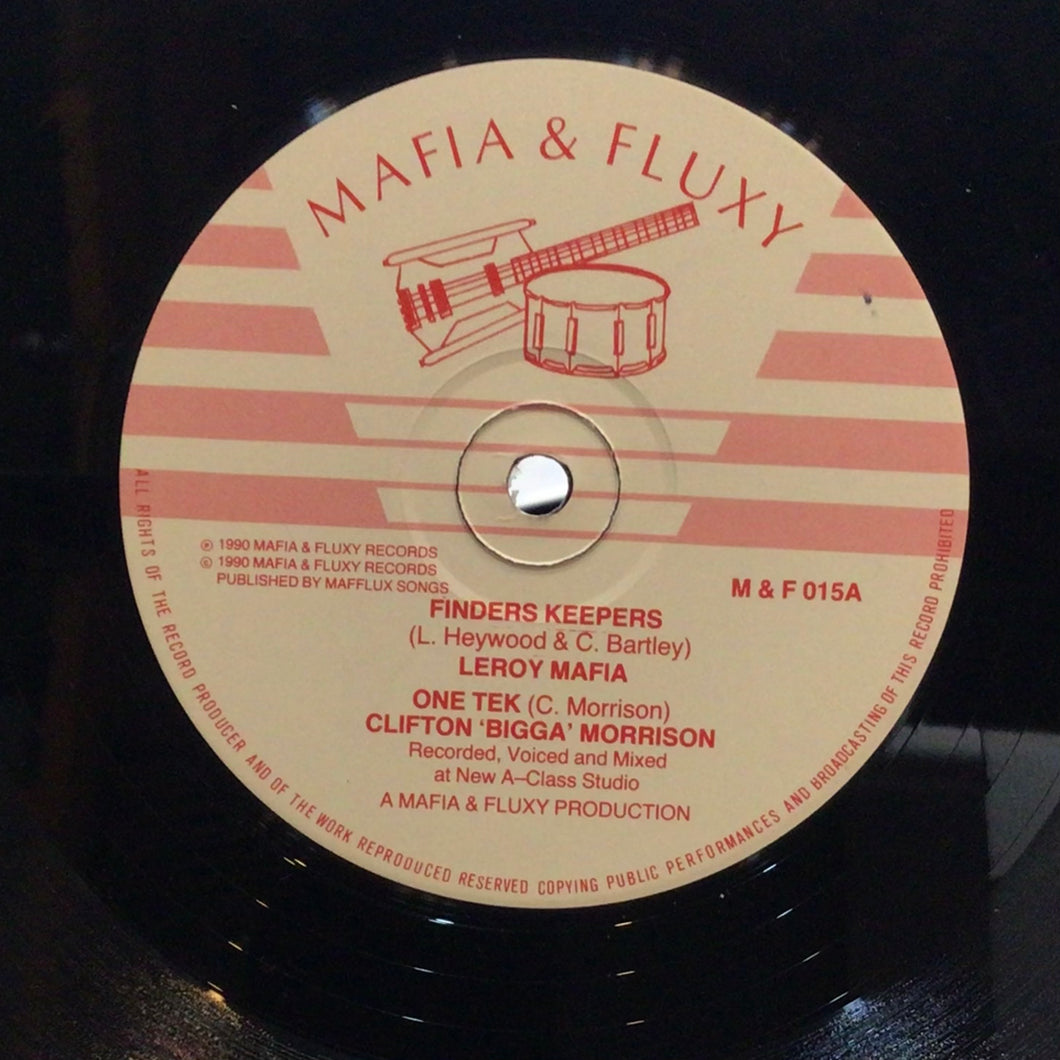 MAFIA & FLUXY
℗ 1990 MAFIA & FLUXY RECORDS
© 1990 MAFIA & FLUXY RECORDS
PUBLISHED BY MAFFLUX SONGS
M & F 015A
FINDERS KEEPERS
(L. Heywood & C. Bartley)
LEROY MAFIA
ONE TEK (C. Morrison)
CLIFTON ‘BIGGA’ MORRISON
Recorded, Voiced and Mixed
at New A–Class Studio
A MAFIA & FLUXY PRODUCTION
ALL RIGHTS OF THE RECORD PRODUCER AND OF THE WORK REPRODUCED RESERVED COPYING PUBLIC PERFORMANCES AND BROADCASTING OF THIS RECORD PROHIBITED